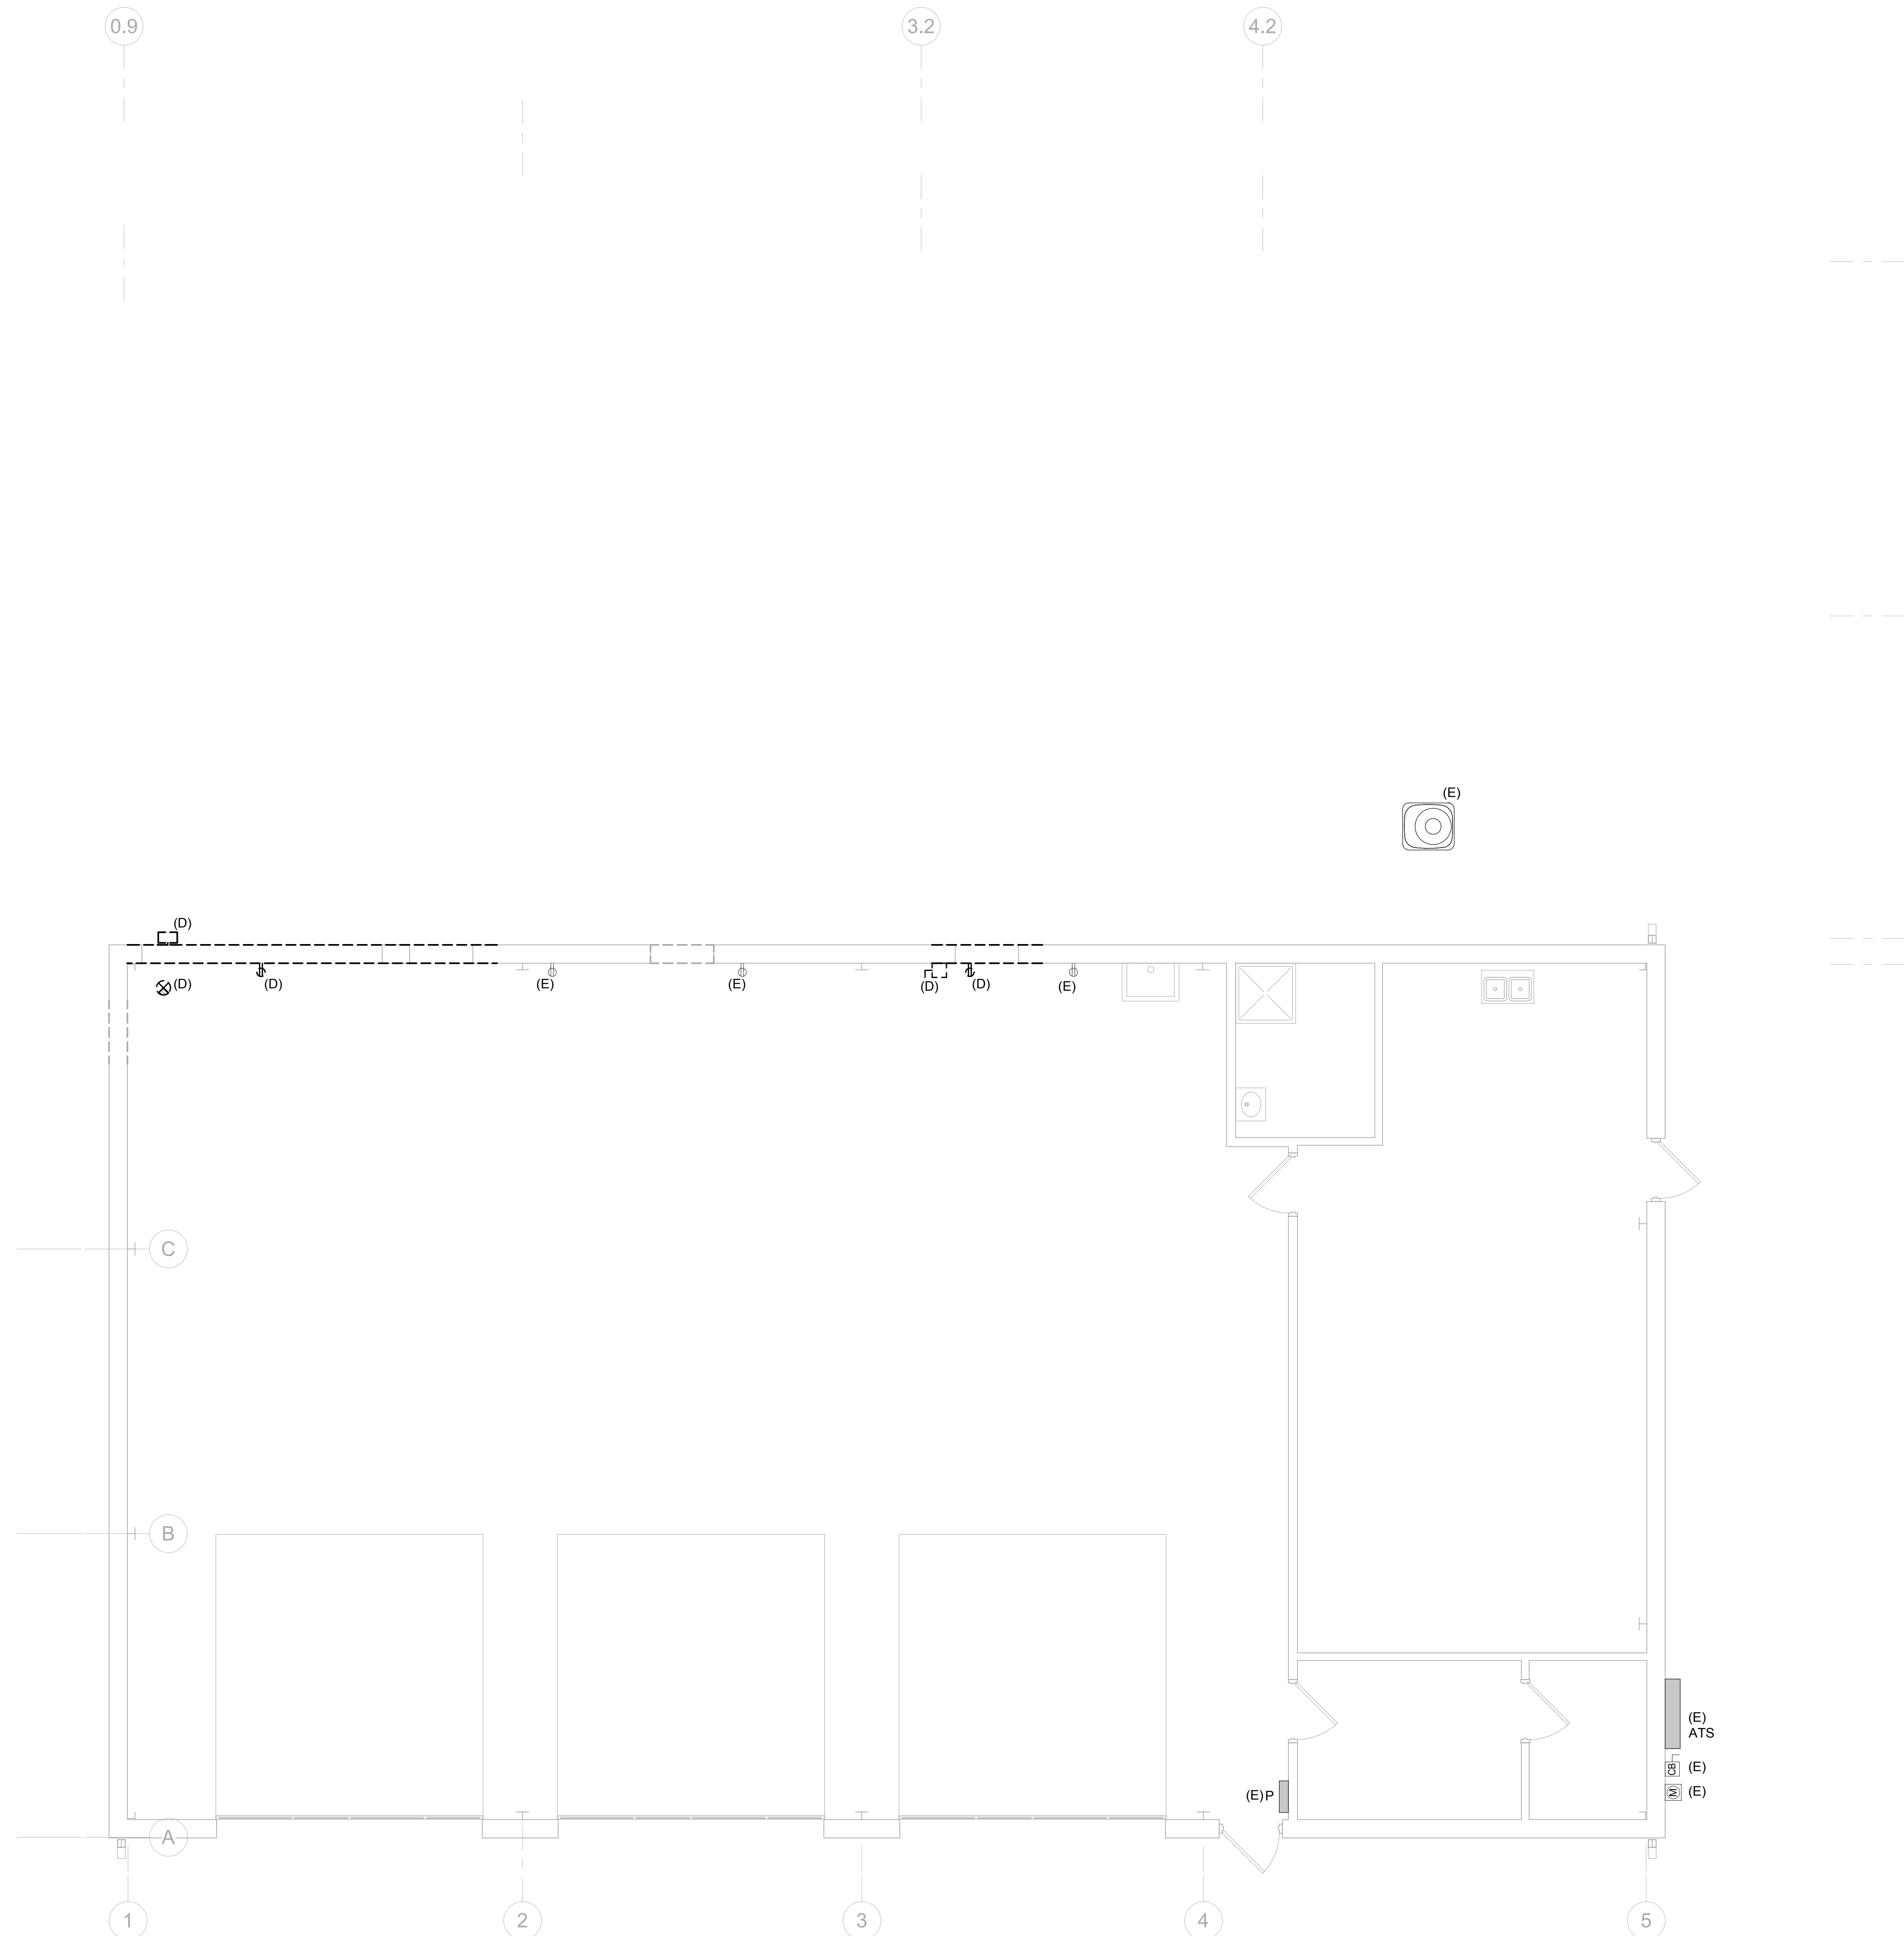 0.9 3.2 4.2
(E)
(D)
(D) (D) (E) (E) (D) (D) (E)
C
B
(E)
ATS
CB (E)
M (E)
(E) P
A
1 2 3 4 5